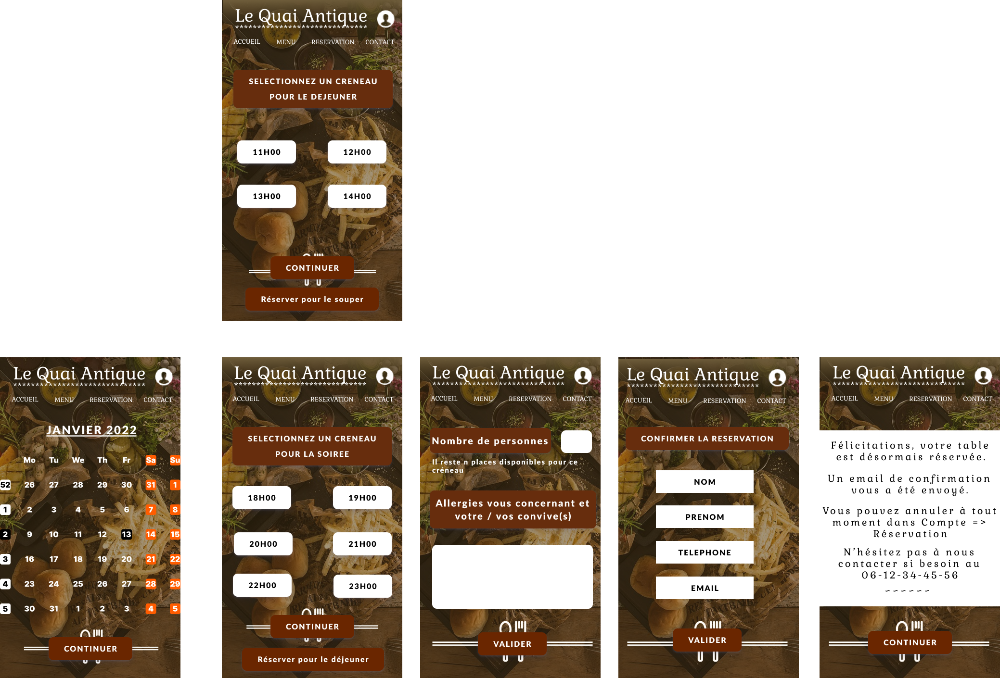 Le Quai Antique
******************************
ACCUEIL MENU RESERVATION CONTACT
SELECTIONNEZ UN CRENEAU
POUR LE DEJEUNER
11H00 12H00
13H00 14H00
CONTINUER
Réserver pour le souper
Le Quai Antique
******************************
ACCUEIL MENU RESERVATION CONTACT
JANVIER 2022
Mo Tu We Th Fr Sa Su
52 26 27 28 29 30 31 1
1 2 3 4 5 6 7 8
2 9 10 11 12 13 14 15
3 16 17 18 19 20 21 22
4 23 24 25 26 27 28 29
5 30 31 1 2 3 4 5
CONTINUER
Le Quai Antique
******************************
ACCUEIL MENU RESERVATION CONTACT
SELECTIONNEZ UN CRENEAU
POUR LA SOIREE
18H00 19H00
20H00 21H00
22H00 23H00
CONTINUER
Réserver pour le déjeuner
Le Quai Antique
******************************
ACCUEIL MENU RESERVATION CONTACT
Nombre de personnes
Il reste n places disponibles pour ce
créneau
Allergies vous concernant et
votre / vos convive(s)
VALIDER
Le Quai Antique
******************************
ACCUEIL MENU RESERVATION CONTACT
CONFIRMER LA RESERVATION
NOM
PRENOM
TELEPHONE
EMAIL
VALIDER
Le Quai Antique
******************************
ACCUEIL MENU RESERVATION CONTACT
Félicitations, votre table
est désormais réservée.
Un email de confirmation
vous a été envoyé.
Vous pouvez annuler à tout
moment dans Compte =>
Réservation
N’hésitez pas à nous
contacter si besoin au
06-12-34-45-56
~~~~~~
CONTINUER